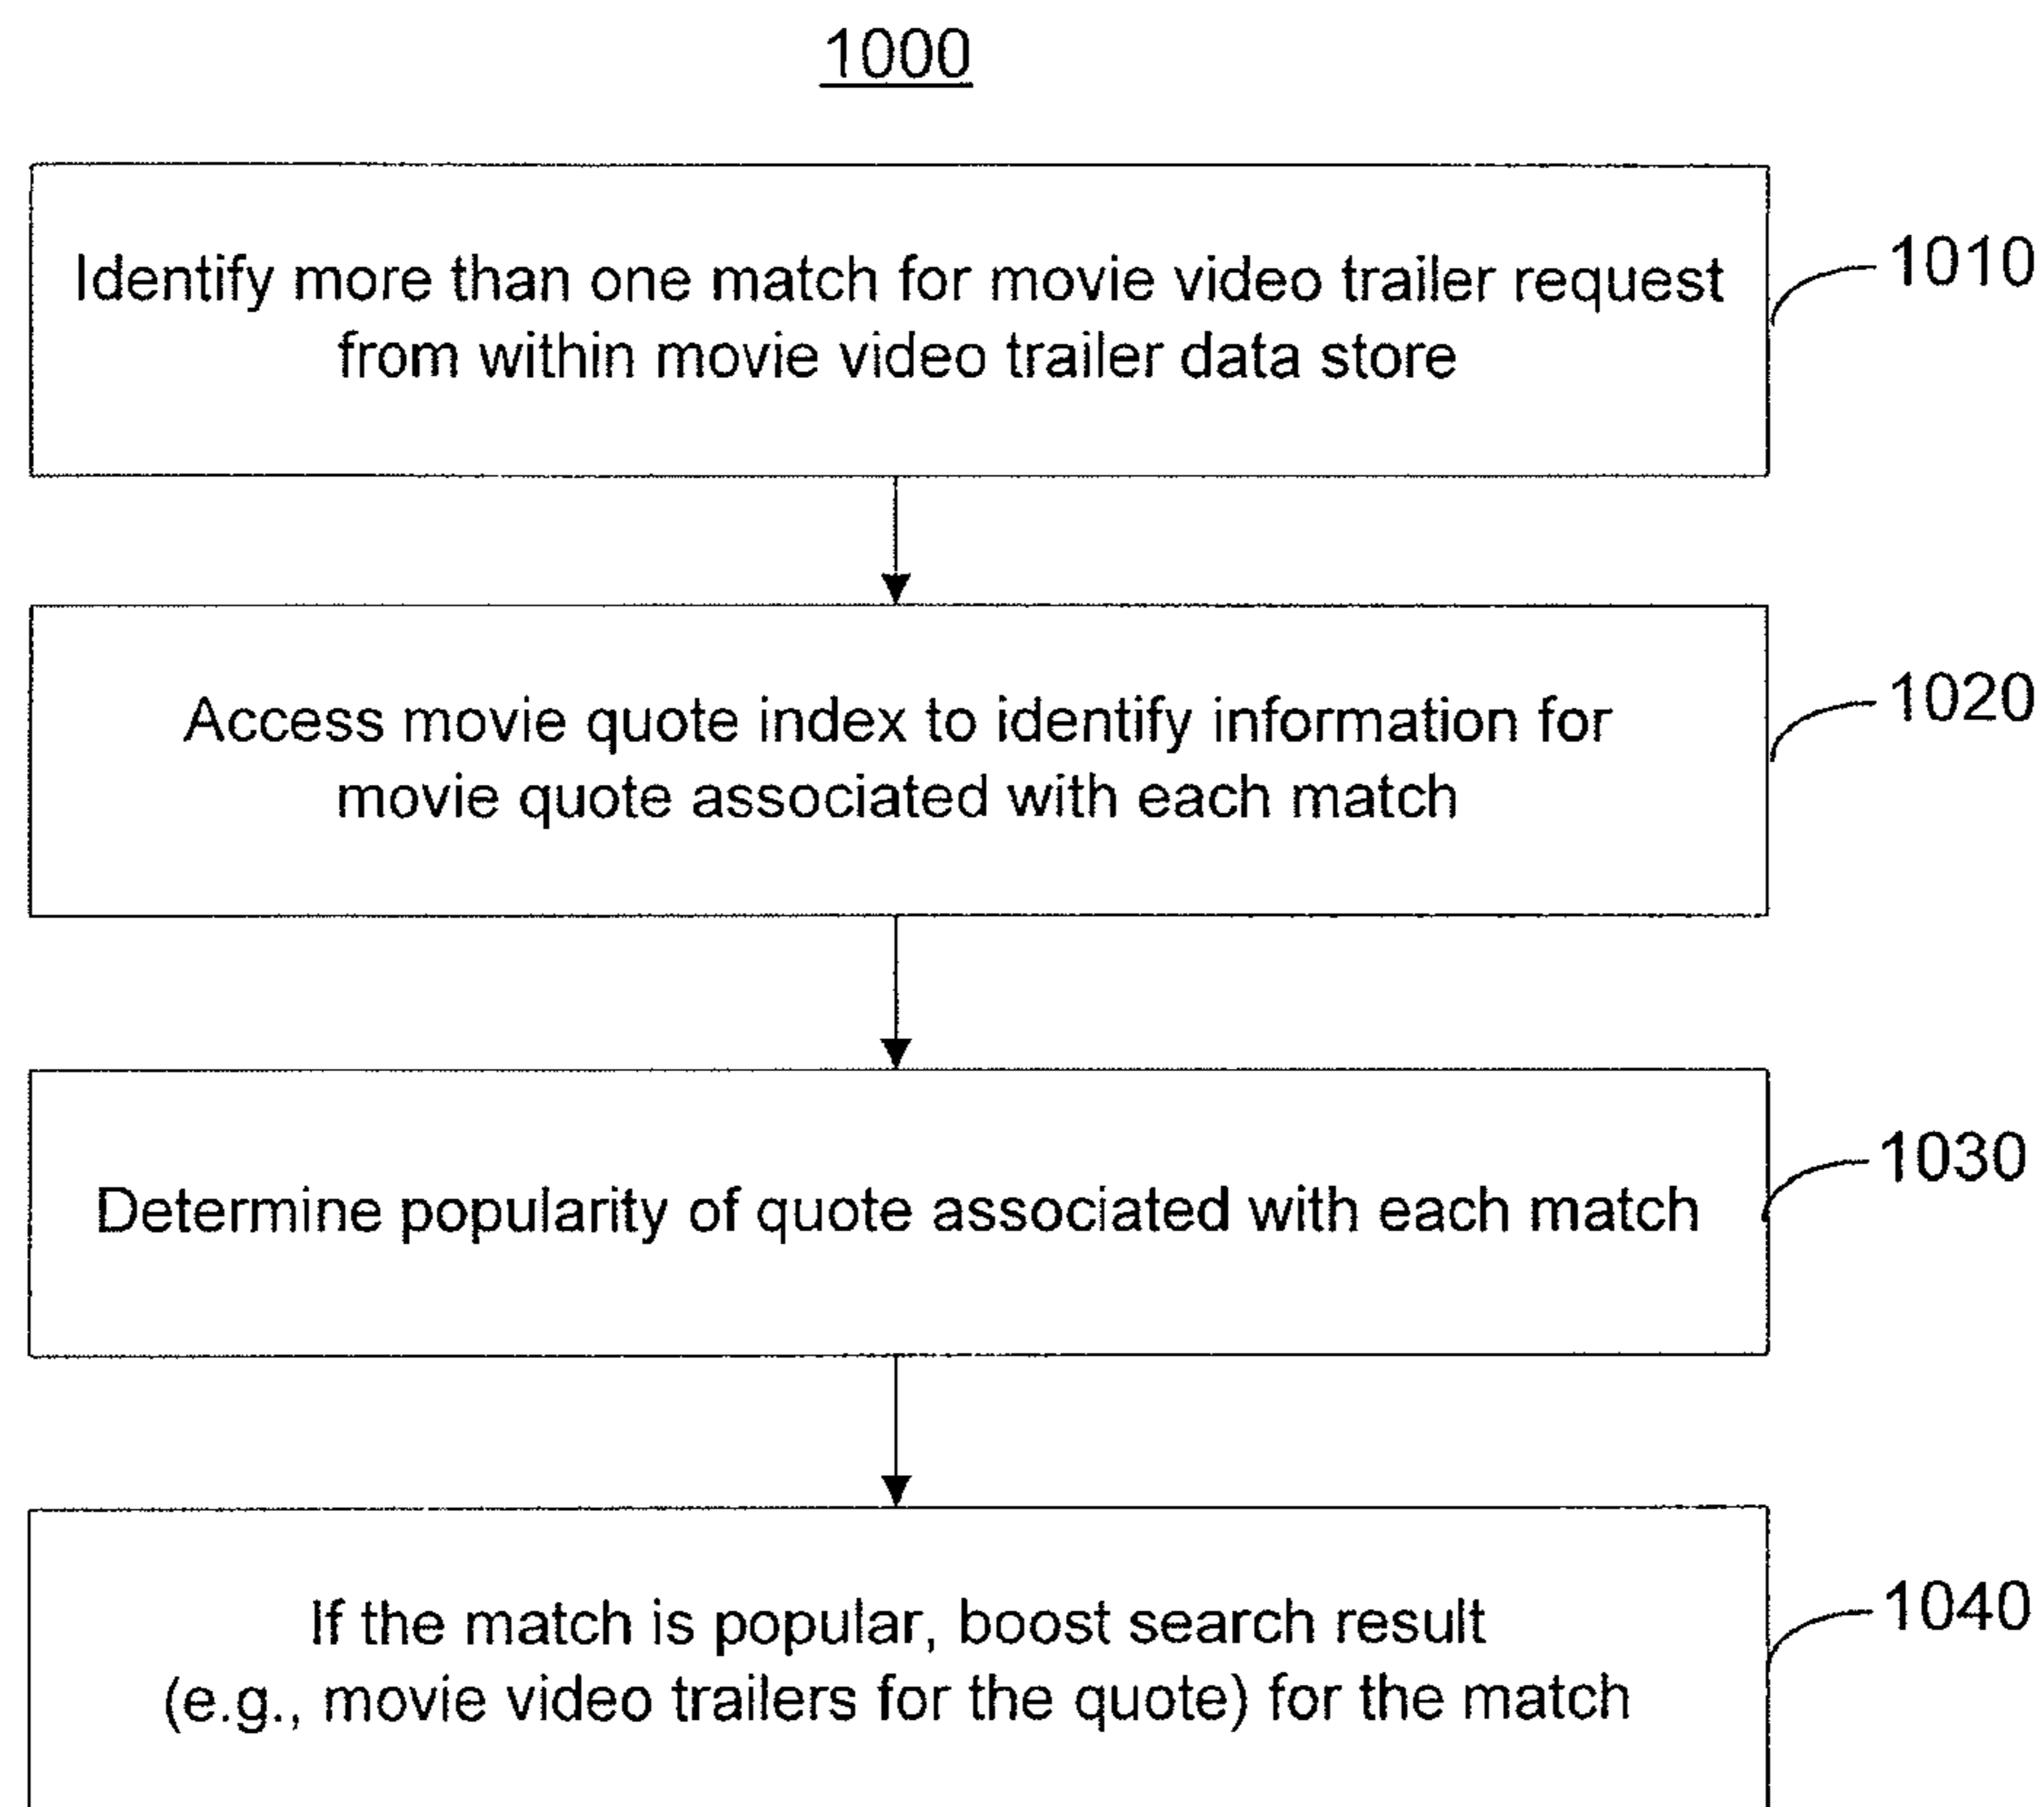 1000
Identify more than one match for movie video trailer request
from within movie video trailer data store
1010
Access movie quote index to identify information for
movie quote associated with each match
1020
Determine popularity of quote associated with each match
1030
If the match is popular, boost search result
(e.g., movie video trailers for the quote) for the match
1040